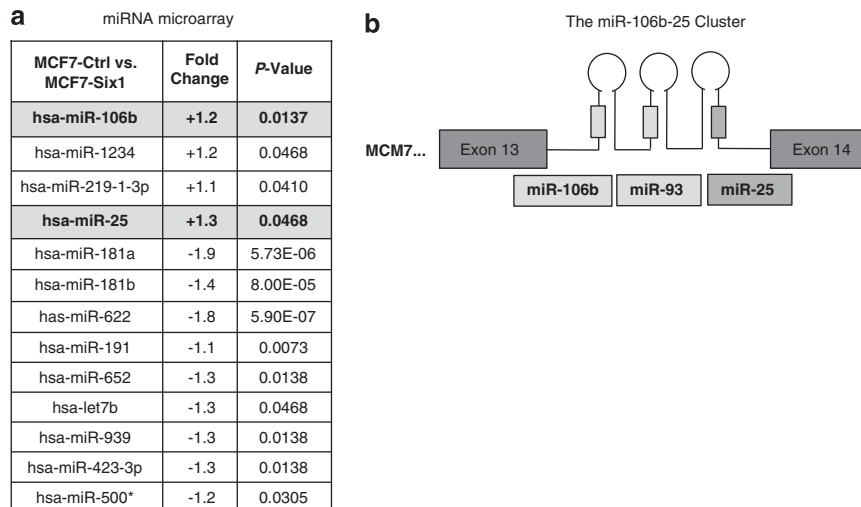 a miRNA microarray
MCF7-Ctrl vs. MCF7-Six1 Fold Change P-Value
hsa-miR-106b +1.2 0.0137
hsa-miR-1234 +1.2 0.0468
hsa-miR-219-1-3p +1.1 0.0410
hsa-miR-25 +1.3 0.0468
hsa-miR-181a -1.9 5.73E-06
hsa-miR-181b -1.4 8.00E-05
has-miR-622 -1.8 5.90E-07
hsa-miR-191 -1.1 0.0073
hsa-miR-652 -1.3 0.0138
hsa-let7b -1.3 0.0468
hsa-miR-939 -1.3 0.0138
hsa-miR-423-3p -1.3 0.0138
hsa-miR-500* -1.2 0.0305
b The miR-106b-25 Cluster
MCM7... Exon 13 Exon 14
miR-106b miR-93 miR-25